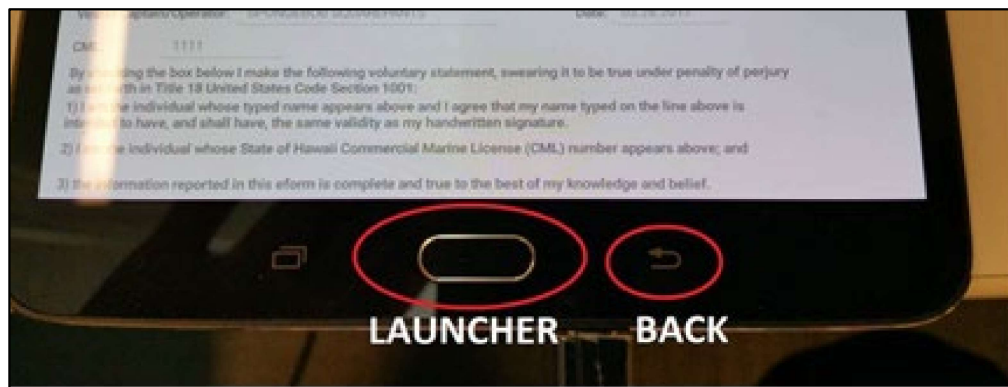 Captain/Operator: SPONGEBOB SQUAREPANTS Date:
CML: 1111
By the box below I make the following voluntary statement, swearing it to be true under penalty of perjury
as in Title 18 United States Code Section 1001:
1) I the individual whose typed name appears above and I agree that my name typed on the line above is
to have, and shall have, the same validity as my handwritten signature.
2) the individual whose State of Hawaii Commercial Marine License (CML) number appears above; and
3) the information reported in this eform is complete and true to the best of my knowledge and belief.
LAUNCHER BACK